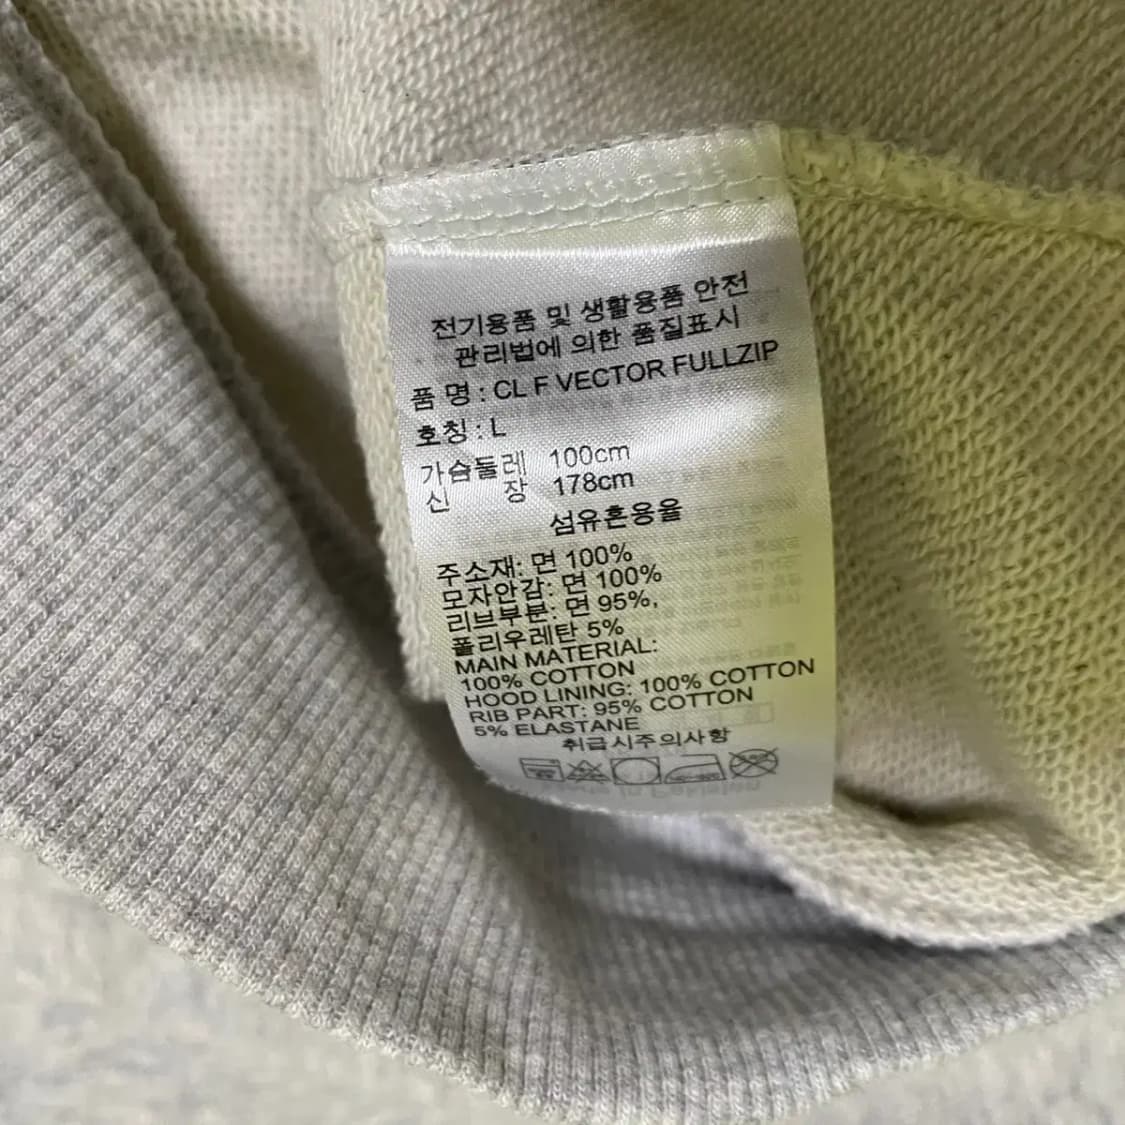 전기용품 및 생활용품 안전
관리법에 의한 품질표시
품 명 : CL F VECTOR FULLZIP
호칭 : L
가슴둘레 100cm
신 장 178cm
섬유혼용율
주소재: 면 100%
모자안감: 면 100%
리브부분: 면 95%,
폴리우레탄 5%
MAIN MATERIAL:
100% COTTON
HOOD LINING: 100% COTTON
RIB PART: 95% COTTON
5% ELASTANE
취급시주의사항